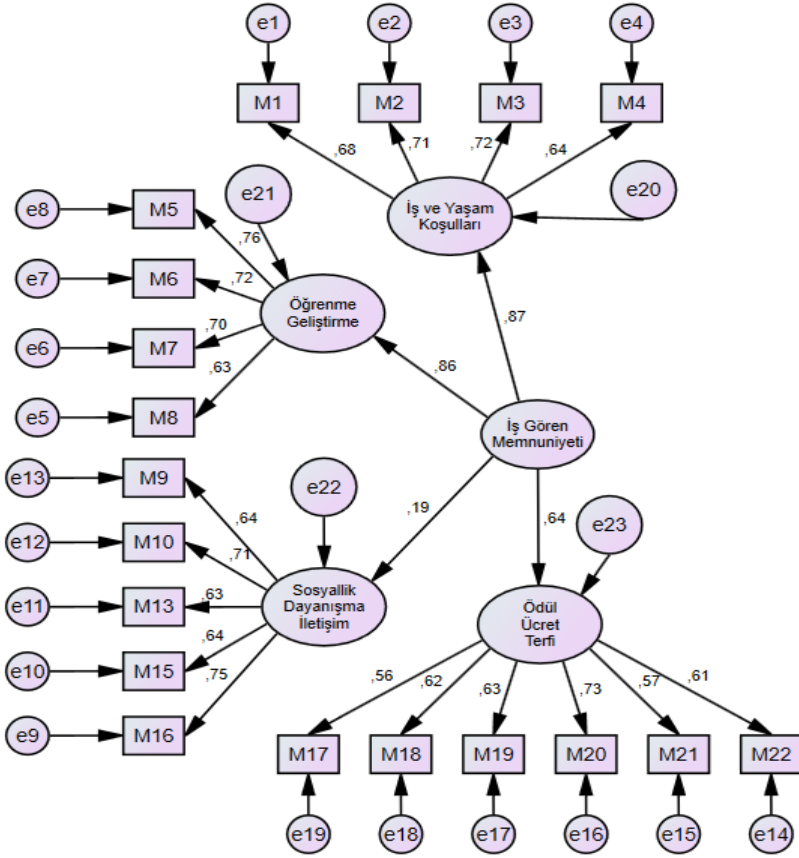 e1 e2 e3 e4
M1 M2 M3 M4
,68 ,71 ,72 ,64
e21
e20
İş ve Yaşam
Koşulları
e8 M5
,76
e7 M6
,72
Öğrenme
Geliştirme
e6 M7
,70
,87
e5 M8
,63
,86
İş Gören
Memnuniyeti
e13 M9
,64
e22
,19
,64
e23
e12 M10
,71
e11 M13
,63
Sosyallik
Dayanışma
İletişim
Ödül
Ücret
Terfi
e10 M15
,64
e9 M16
,75
,56 ,62 ,63 ,73 ,57 ,61
M17 M18 M19 M20 M21 M22
e19 e18 e17 e16 e15 e14